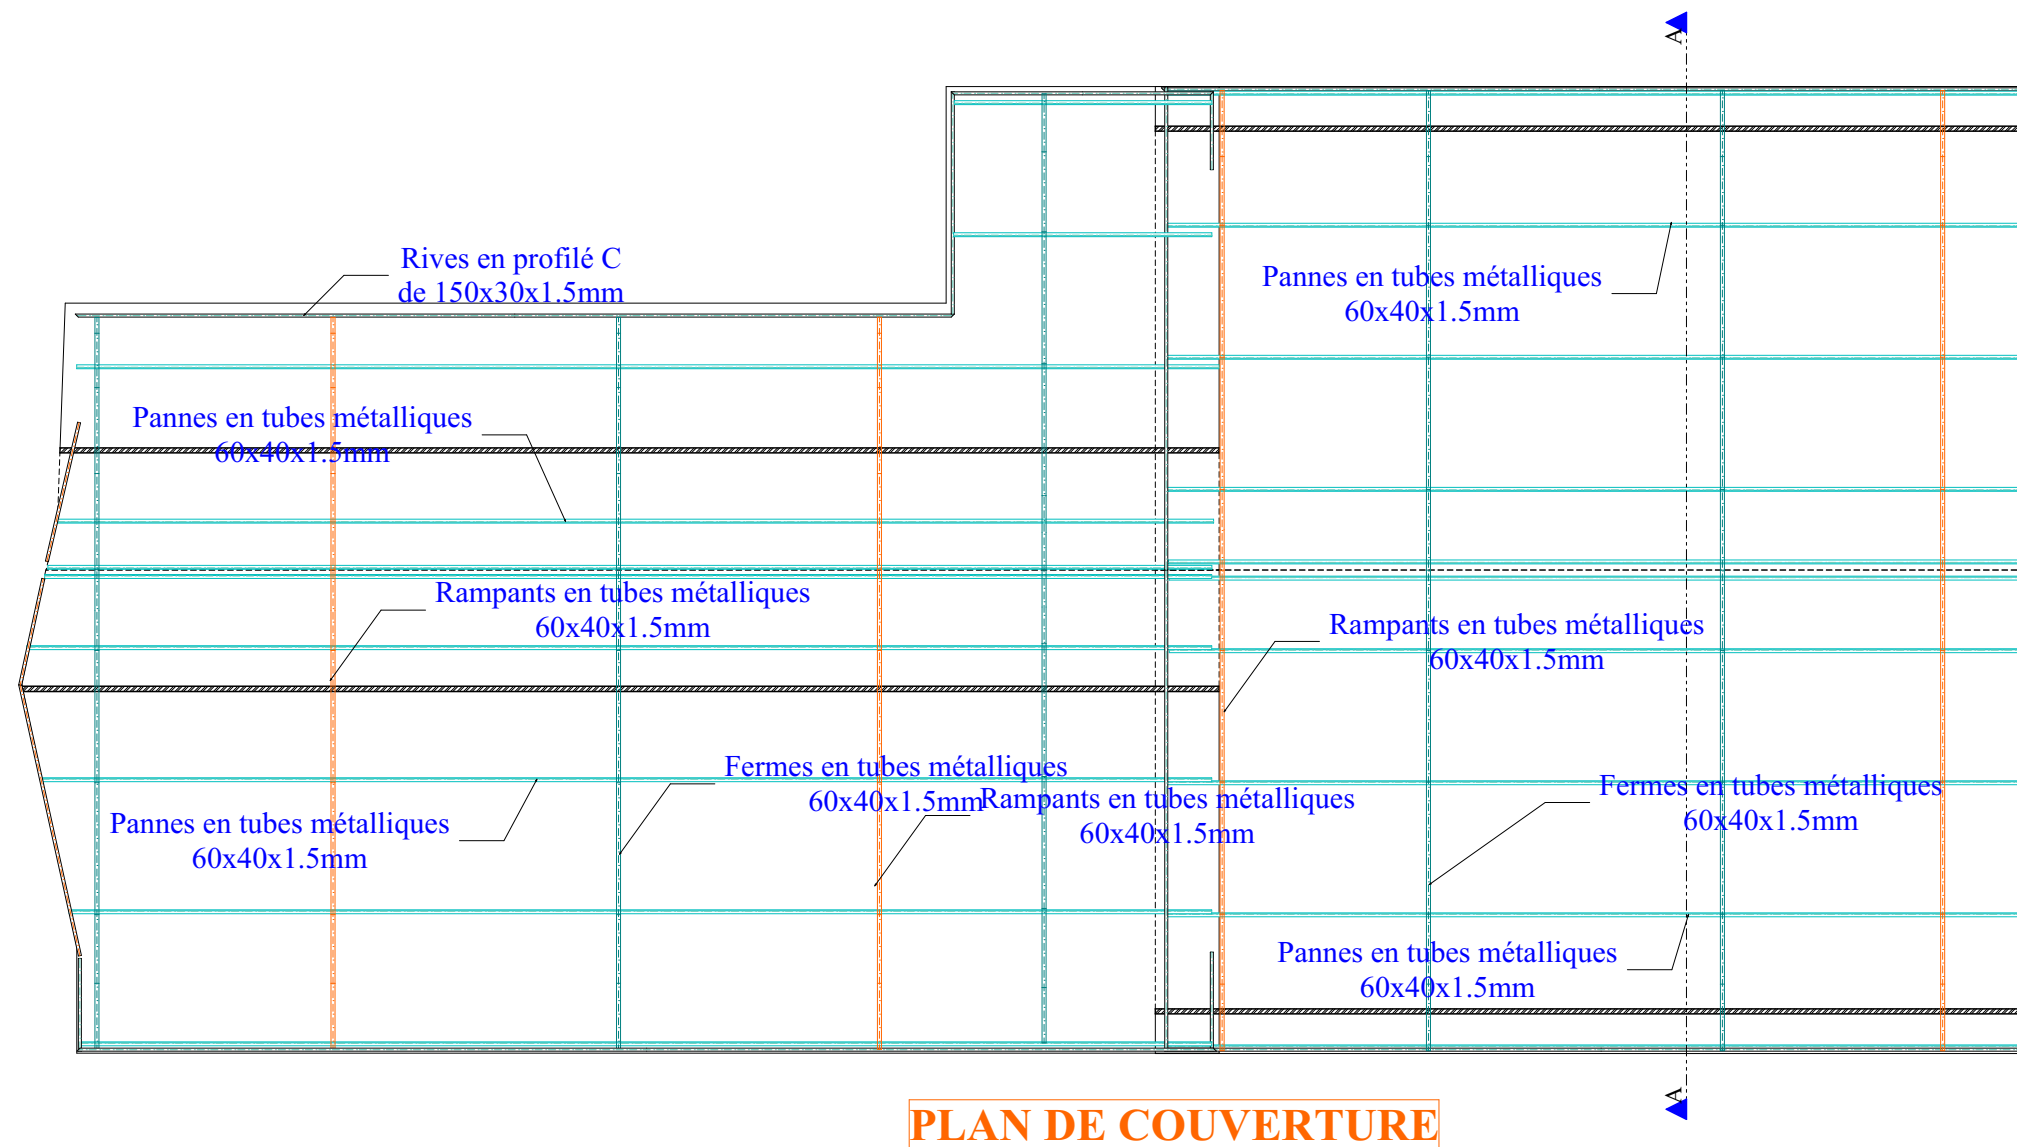 A
Rives en profilé C
de 150x30x1.5mm
Pannes en tubes métalliques
60x40x1.5mm
Pannes en tubes métalliques
60x40x1.5mm
Rampants en tubes métalliques
60x40x1.5mm
Rampants en tubes métalliques
60x40x1.5mm
Fermes en tubes métalliques
60x40x1.5mm
Rampants en tubes métalliques
60x40x1.5mm
Fermes en tubes métalliques
60x40x1.5mm
Pannes en tubes métalliques
60x40x1.5mm
Pannes en tubes métalliques
60x40x1.5mm
A
PLAN DE COUVERTURE